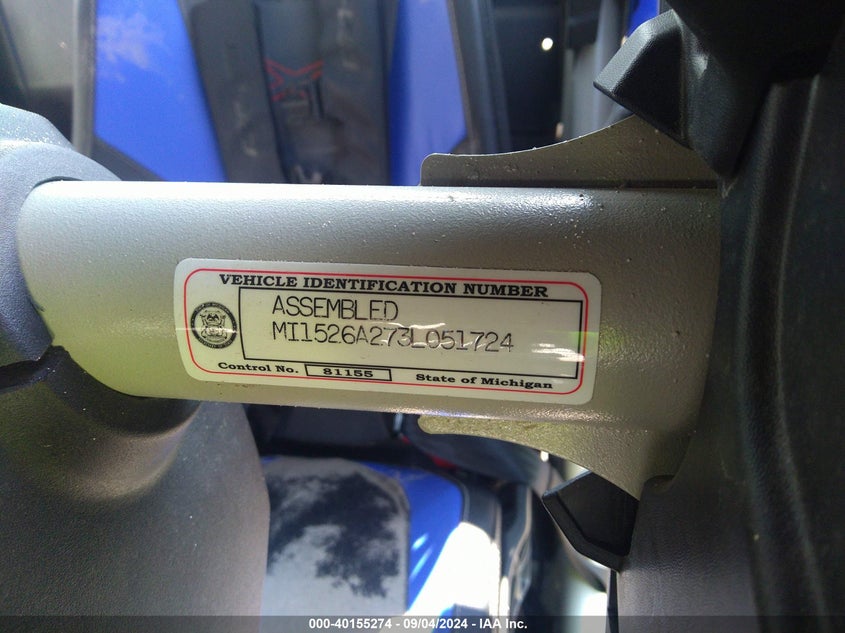 VEHICLE IDENTIFICATION NUMBER
ASSEMBLED
MI1526A273L051724
Control No. 81155 State of Michigan
000-40155274 - 09/04/2024 - IAA Inc.